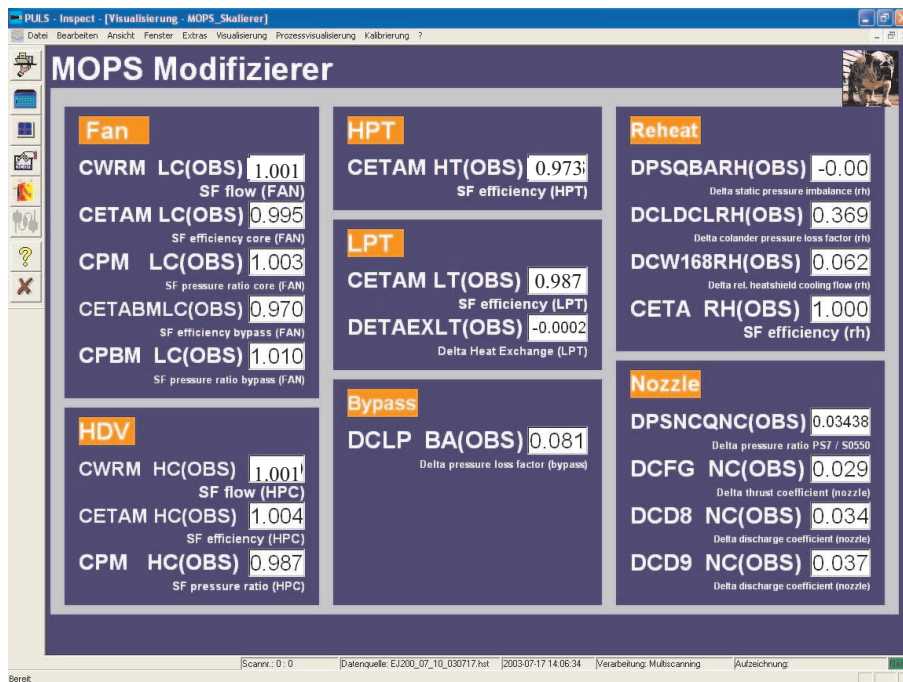 PULS - Inspect - [Visualisierung - MOPS_Skalierer]
Datei Bearbeiten Ansicht Fenster Extras Visualisierung Prozessvisualisierung Kalibrierung ?
MOPS Modifizierer
Fan
CWRM LC(OBS) 1.001
SF flow (FAN)
CETAM LC(OBS) 0.995
SF efficiency core (FAN)
CPM LC(OBS) 1.003
SF pressure ratio core (FAN)
CETABMLC(OBS) 0.970
SF efficiency bypass (FAN)
CPBM LC(OBS) 1.010
SF pressure ratio bypass (FAN)
HDV
CWRM HC(OBS) 1.001
SF flow (HPC)
CETAM HC(OBS) 1.004
SF efficiency (HPC)
CPM HC(OBS) 0.987
SF pressure ratio (HPC)
HPT
CETAM HT(OBS) 0.973
SF efficiency (HPT)
LPT
CETAM LT(OBS) 0.987
SF efficiency (LPT)
DETAEXLT(OBS) -0.0002
Delta Heat Exchange (LPT)
Bypass
DCLP BA(OBS) 0.081
Delta pressure loss factor (bypass)
Reheat
DPSQBARH(OBS) -0.00
Delta static pressure imbalance (rh)
DCLDCLRH(OBS) 0.369
Delta colander pressure loss factor (rh)
DCW168RH(OBS) 0.062
Delta rel. heatshield cooling flow (rh)
CETA RH(OBS) 1.000
SF efficiency (rh)
Nozzle
DPSNCQNC(OBS) 0.03438
Delta pressure ratio PS7 / S0550
DCFG NC(OBS) 0.029
Delta thrust coefficient (nozzle)
DCD8 NC(OBS) 0.034
Delta discharge coefficient (nozzle)
DCD9 NC(OBS) 0.037
Delta discharge coefficient (nozzle)
Scannr.: 0 : 0 Datenquelle: EJ200_07_10_030717.hst 2003-07-17 14:06:34 Verarbeitung: Multiscanning Aufzeichnung:
Bereit